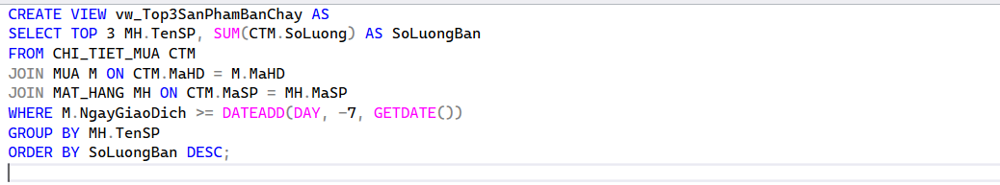 CREATE VIEW vw_Top3SanPhamBanChay AS
SELECT TOP 3 MH.TenSP, SUM(CTM.SoLuong) AS SoLuongBan
FROM CHI_TIET_MUA CTM
JOIN MUA M ON CTM.MaHD = M.MaHD
JOIN MAT_HANG MH ON CTM.MaSP = MH.MaSP
WHERE M.NgayGiaoDich >= DATEADD(DAY, -7, GETDATE())
GROUP BY MH.TenSP
ORDER BY SoLuongBan DESC;